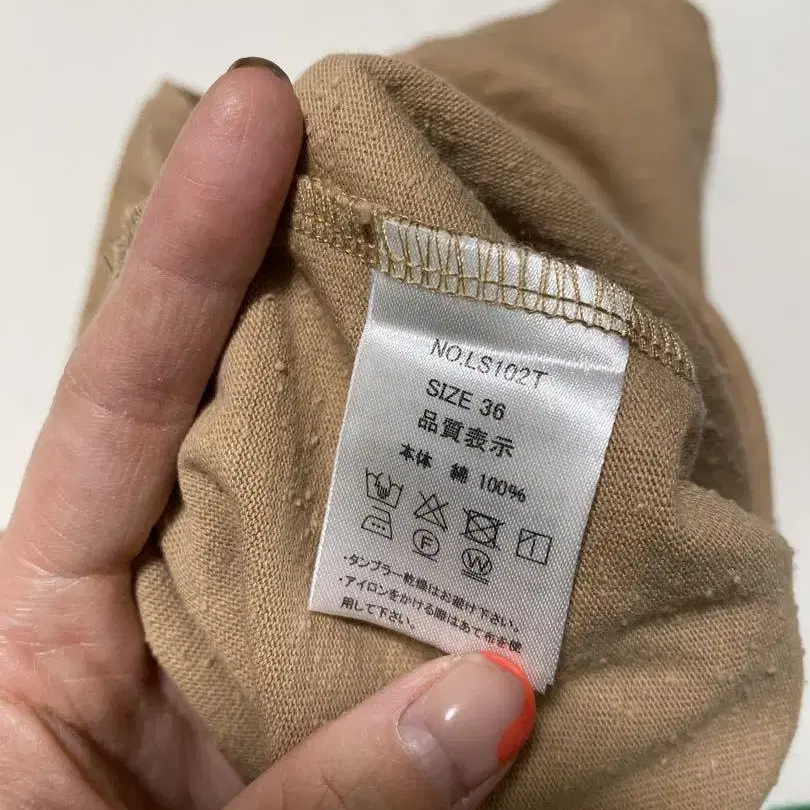 NO.LS102T
SIZE 36
品質表示
本体 綿 100%
F W
・タンブラー乾燥はお避け下さい。
・アイロンをかける際はあて布を使
用して下さい。